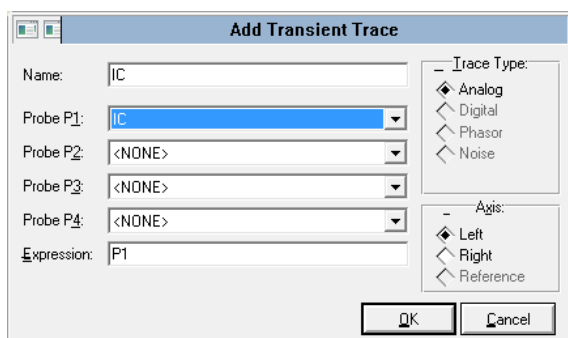 Add Transient Trace
Name: IC
Probe P1: IC
Probe P2: <NONE>
Probe P3: <NONE>
Probe P4: <NONE>
Expression: P1
Trace Type:
Analog
Digital
Phasor
Noise
Axis:
Left
Right
Reference
OK Cancel